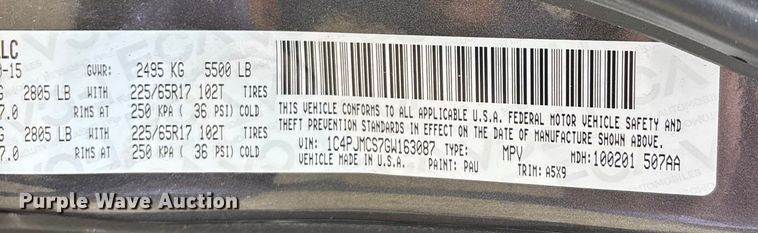 LC
-15 GVWR: 2495 KG 5500 LB
G 2805 LB WITH 225/65R17 102T TIRES
7.0 RIMS AT 250 KPA ( 36 PSI) COLD
G 2805 LB WITH 225/65R17 102T TIRES
7.0 RIMS AT 250 KPA ( 36 PSI) COLD
THIS VEHICLE CONFORMS TO ALL APPLICABLE U.S.A. FEDERAL MOTOR VEHICLE SAFETY AND
THEFT PREVENTION STANDARDS IN EFFECT ON THE DATE OF MANUFACTURE SHOWN ABOVE.
VIN: 1C4PJMCS7GW163087 TYPE: MPV MDH: 100201 507AA
VEHICLE MADE IN U.S.A. PAINT: PAU TRIM: A5X9
Purple Wave Auction